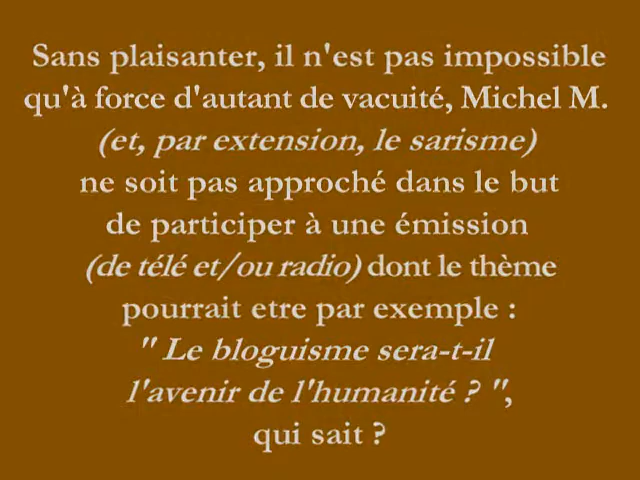 Sans plaisanter, il n'est pas impossible
qu'à force d'autant de vacuité, Michel M.
(et, par extension, le sarisme)
ne soit pas approché dans le but
de participer à une émission
(de télé et/ou radio) dont le thème
pourrait etre par exemple :
" Le bloguisme sera-t-il
l'avenir de l'humanité ? ",
qui sait ?